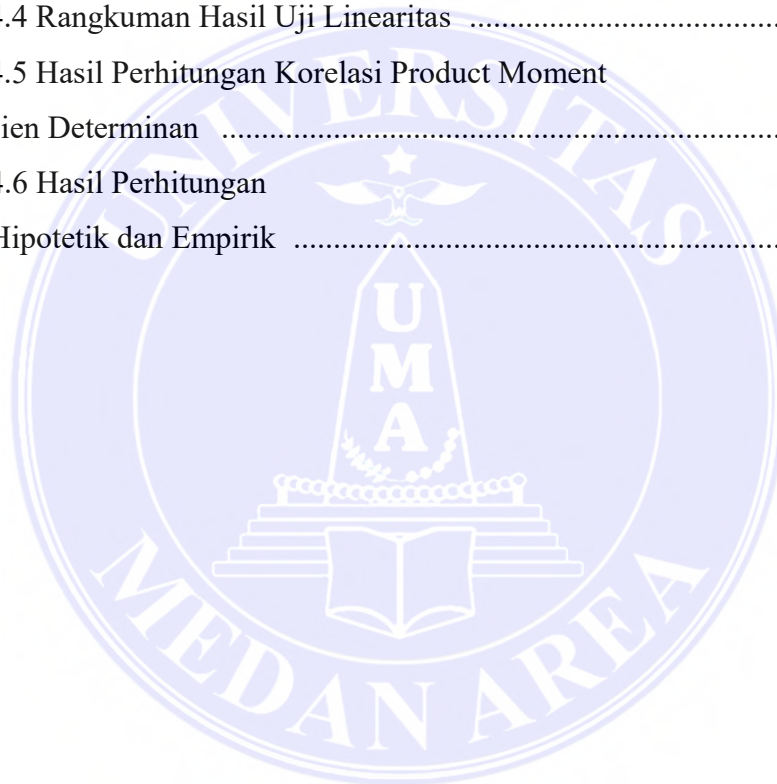 .4 Rangkuman Hasil Uji Linearitas ......................................
.5 Hasil Perhitungan Korelasi Product Moment
ien Determinan ......................................................................
.6 Hasil Perhitungan
Hipotetik dan Empirik .............................................................
UNIVERSITAS
U
M
A
MEDAN AREA